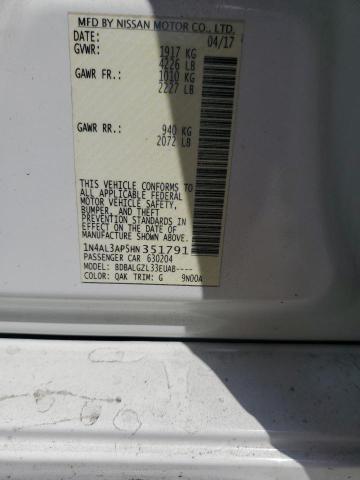 MFD BY NISSAN MOTOR CO., LTD.
DATE: 04/17
GVWR: 1917 KG
4226 LB
GAWR FR.: 1010 KG
2227 LB
GAWR RR.: 940 KG
2072 LB
THIS VEHICLE CONFORMS TO
ALL APPLICABLE FEDERAL
MOTOR VEHICLE SAFETY,
BUMPER, AND THEFT
PREVENTION STANDARDS IN
EFFECT ON THE DATE OF
MANUFACTURE SHOWN ABOVE.
1N4AL3AP5HN351791
PASSENGER CAR 630204
MODEL: BDBALGZL33EUAB----
COLOR: QAK TRIM: G 9N00A